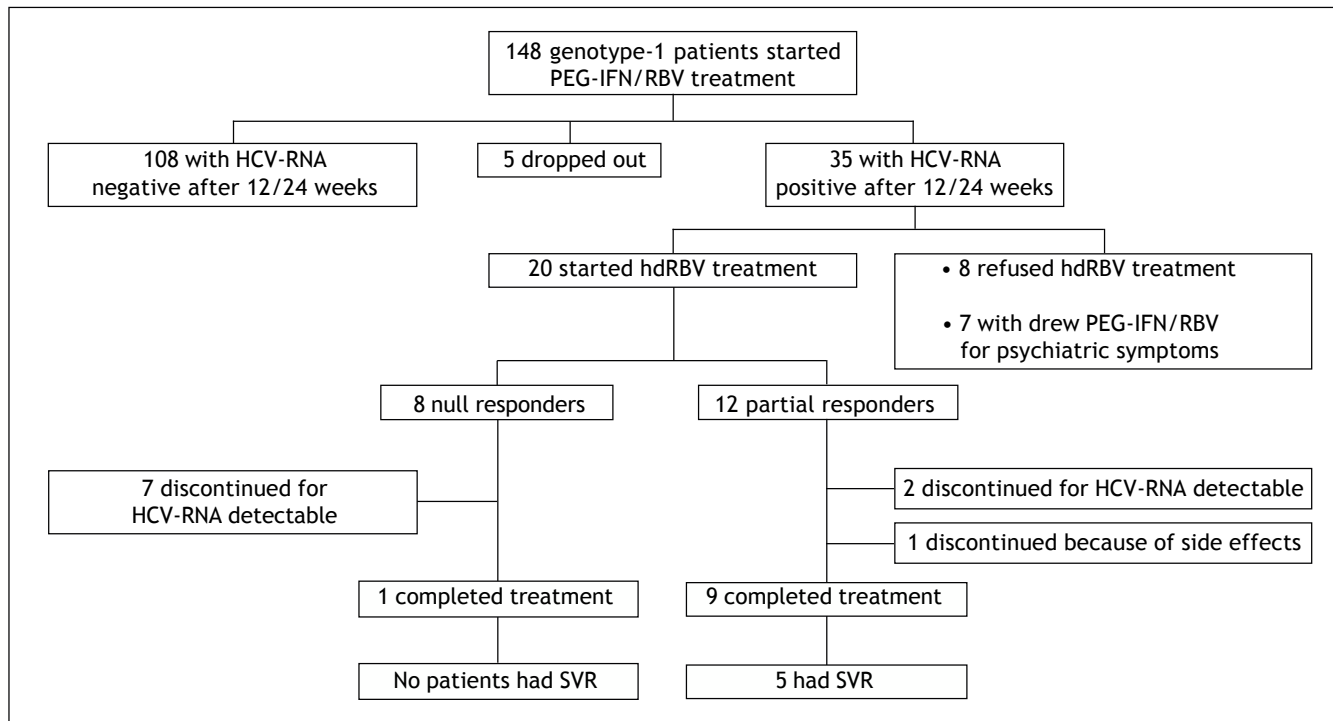 148 genotype-1 patients started
PEG-IFN/RBV treatment
108 with HCV-RNA
negative after 12/24 weeks
5 dropped out
35 with HCV-RNA
positive after 12/24 weeks
20 started hdRBV treatment
• 8 refused hdRBV treatment
• 7 with drew PEG-IFN/RBV
for psychiatric symptoms
8 null responders
12 partial responders
7 discontinued for
HCV-RNA detectable
2 discontinued for HCV-RNA detectable
1 discontinued because of side effects
1 completed treatment
9 completed treatment
No patients had SVR
5 had SVR